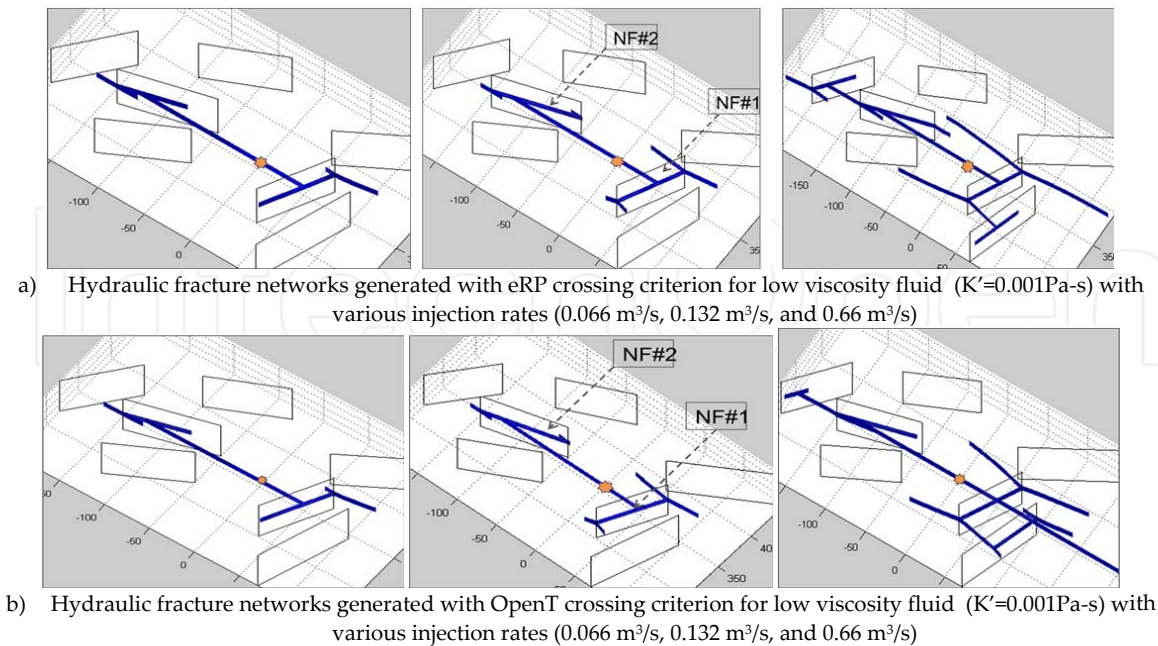 NF#2
NF#1
-100
-50
0
-100
-50
0
35
-150
-100
-50
0
a) Hydraulic fracture networks generated with eRP crossing criterion for low viscosity fluid (K’=0.001Pa-s) with
various injection rates (0.066 m³/s, 0.132 m³/s, and 0.66 m³/s)
NF#2
NF#1
-100
-50
0
-100
-50
0
350
40
-100
-50
0
b) Hydraulic fracture networks generated with OpenT crossing criterion for low viscosity fluid (K’=0.001Pa-s) with
various injection rates (0.066 m³/s, 0.132 m³/s, and 0.66 m³/s)